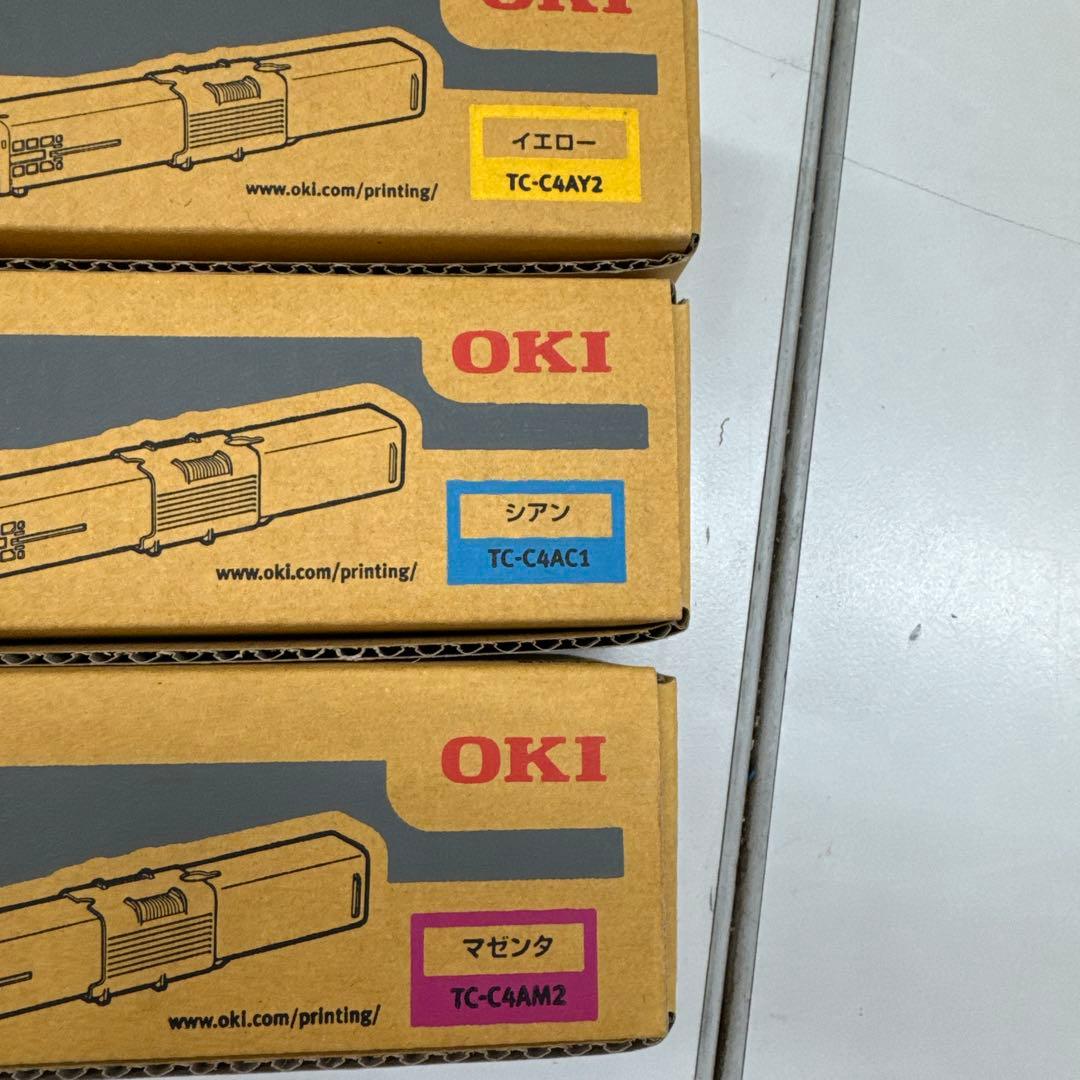 OKI
イエロー
TC-C4AY2
www.oki.com/printing/
OKI
シアン
TC-C4AC1
www.oki.com/printing/
OKI
マゼンタ
TC-C4AM2
www.oki.com/printing/